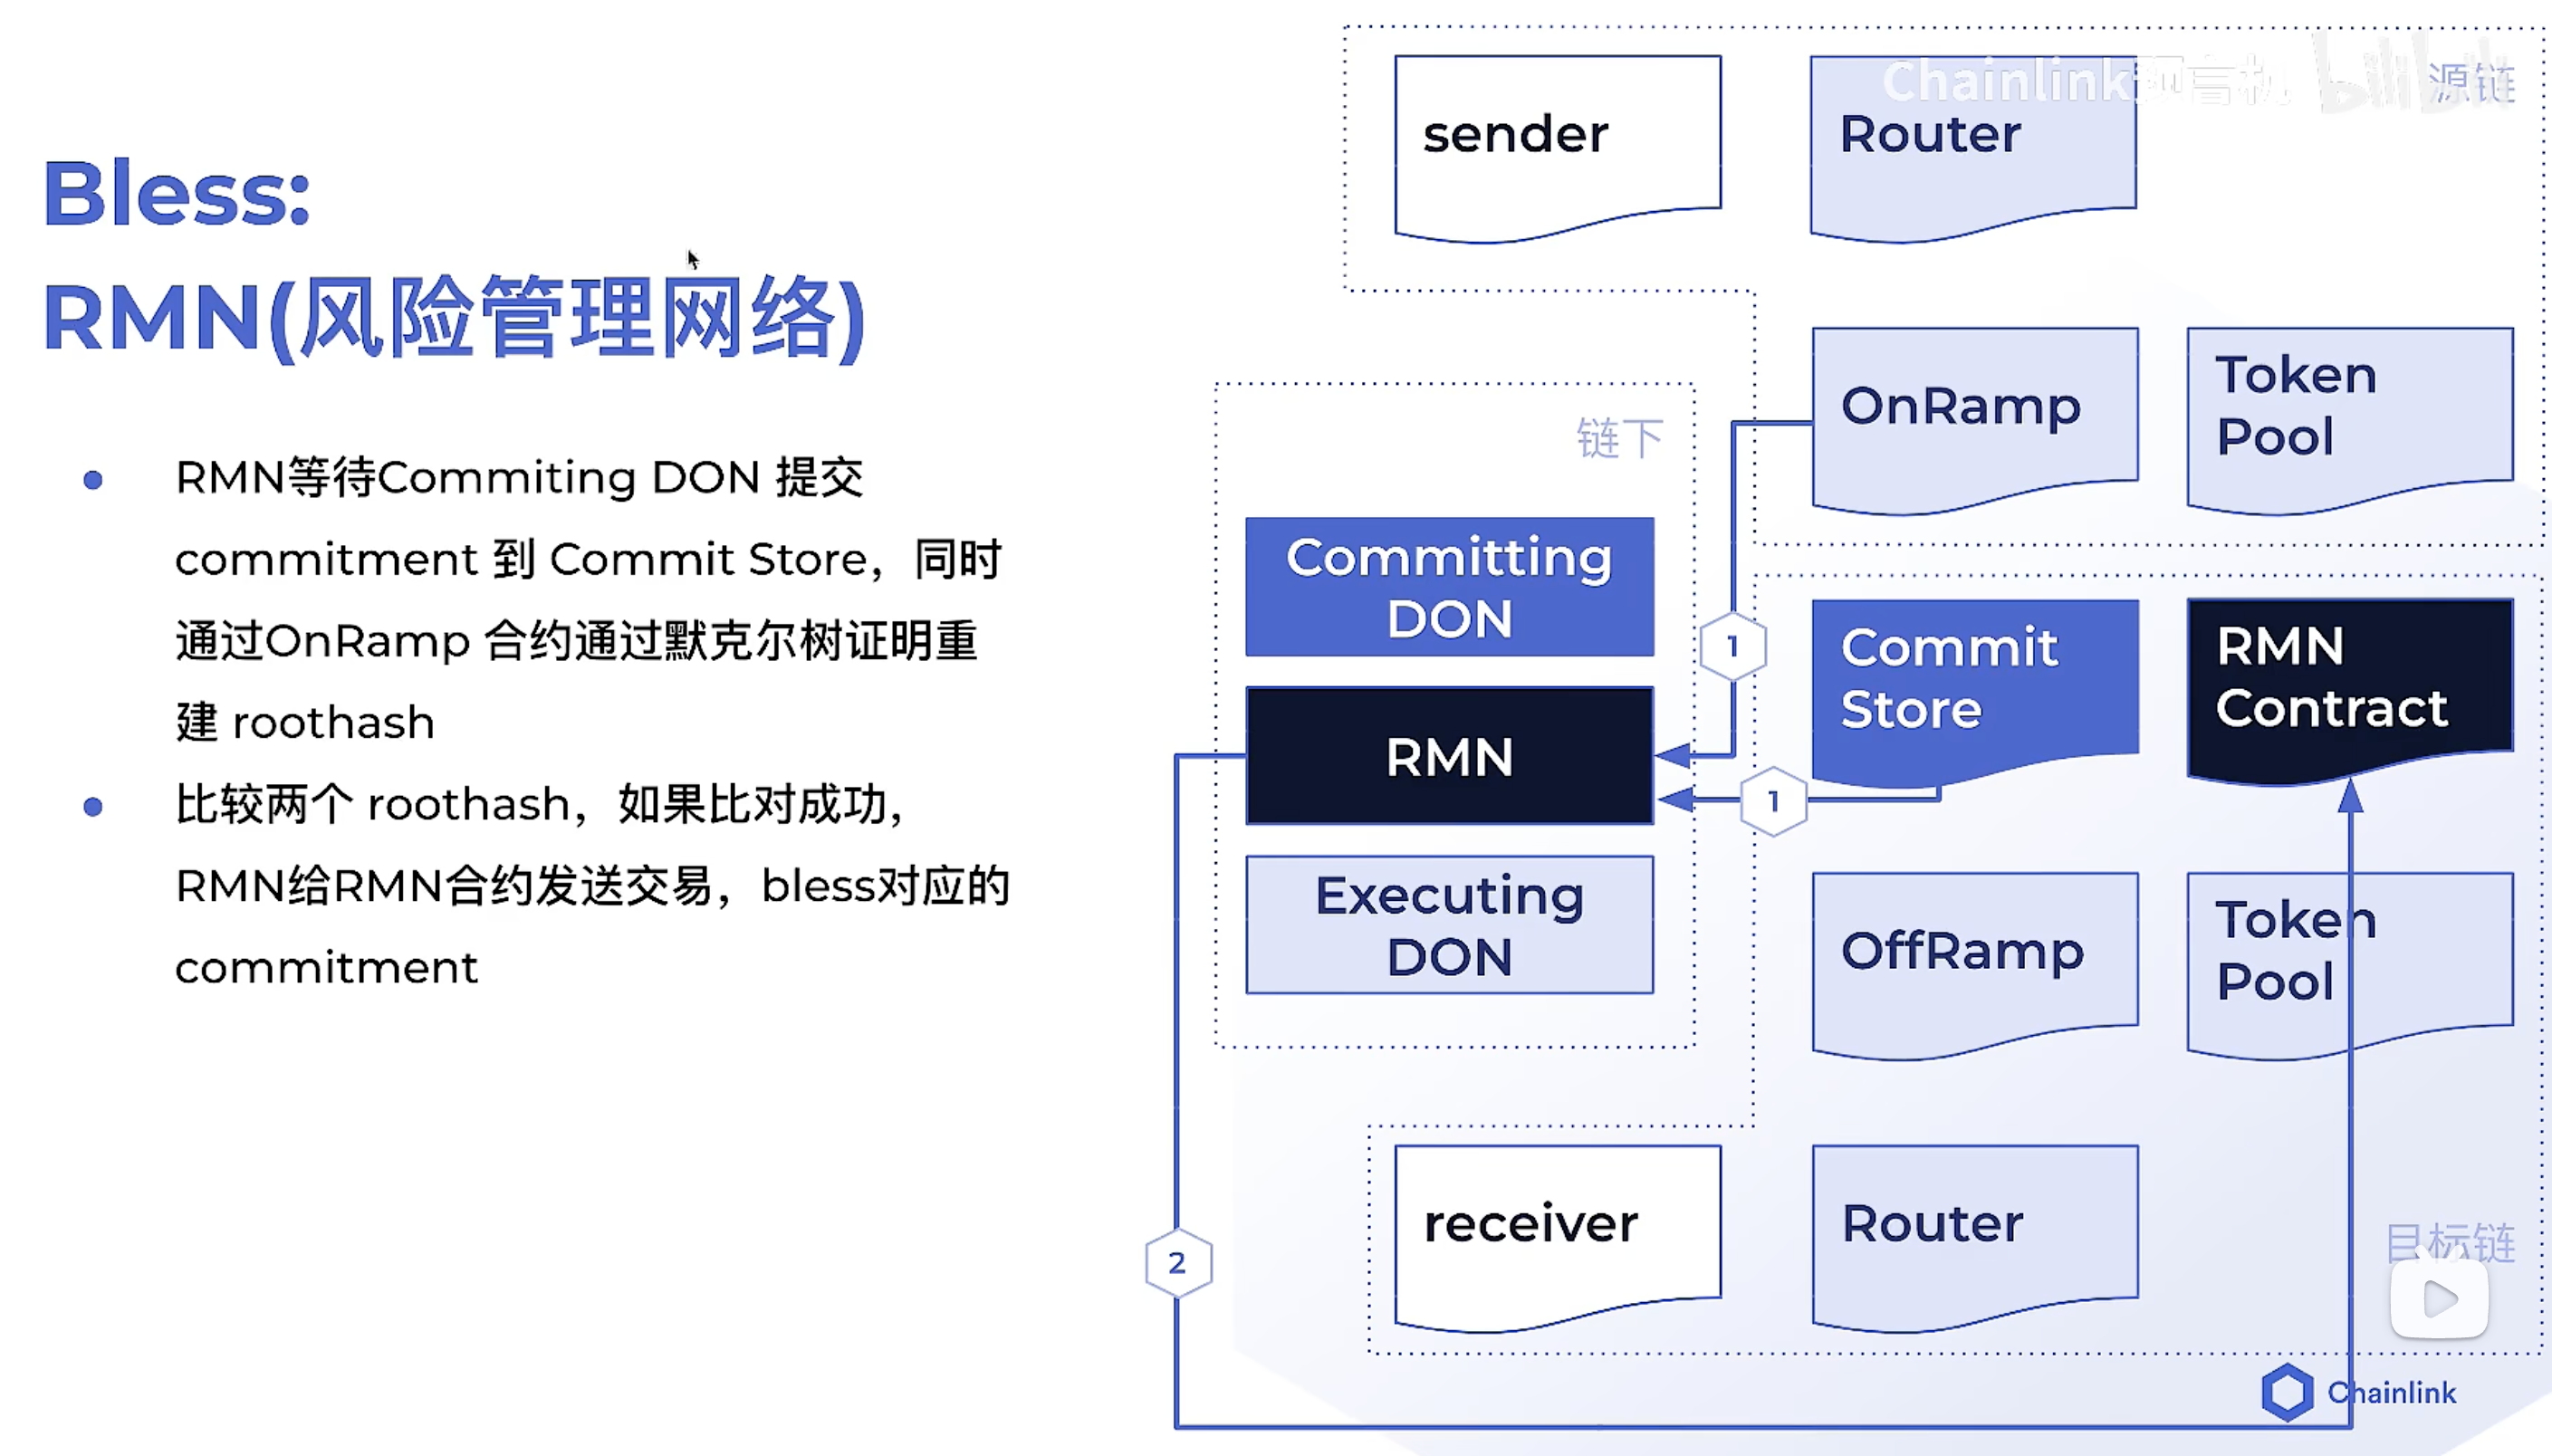 Bless:
RMN(风险管理网络)
RMN等待Commiting DON 提交
commitment 到 Commit Store，同时
通过OnRamp 合约通过默克尔树证明重
建 roothash
比较两个 roothash，如果比对成功，
RMN给RMN合约发送交易，bless对应的
commitment
Chainlink预言机 bilibili
源链
sender
Router
OnRamp
Token
Pool
链下
Committing
DON
RMN
Executing
DON
1
1
2
Commit
Store
RMN
Contract
OffRamp
Token
Pool
receiver
Router
目标链
Chainlink